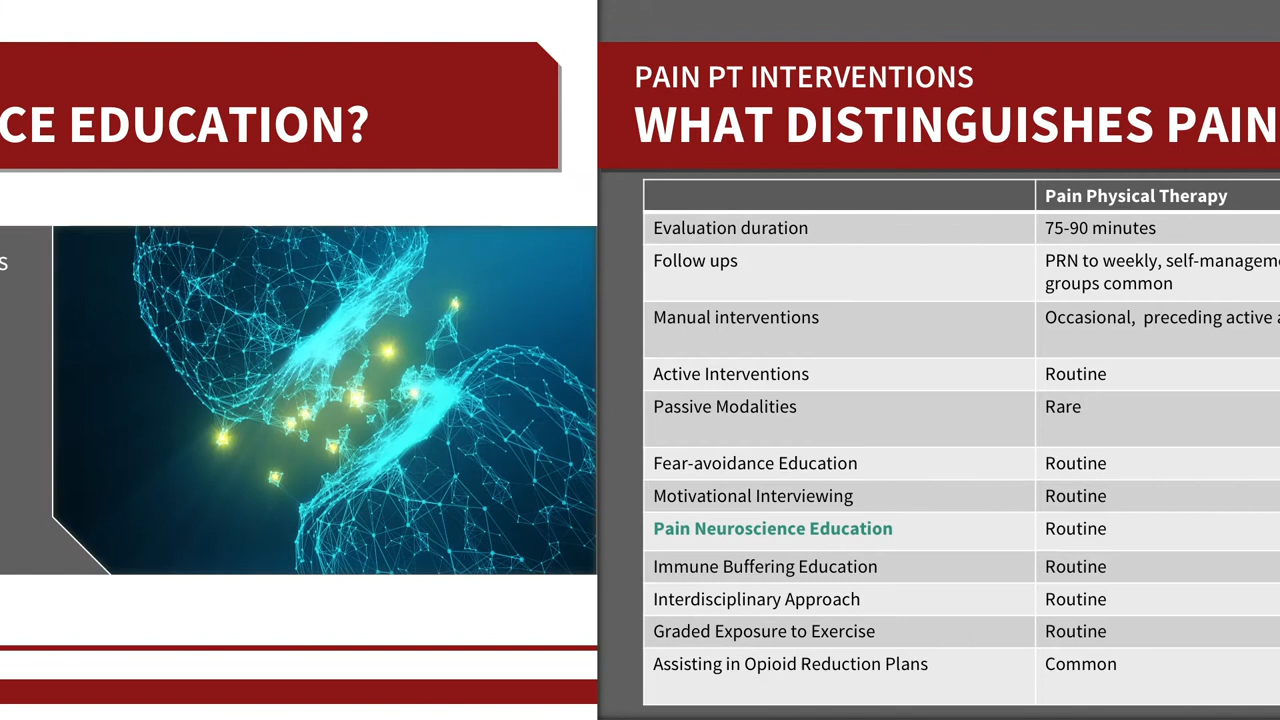 CE EDUCATION?
S
PAIN PT INTERVENTIONS
WHAT DISTINGUISHES PAIN
Pain Physical Therapy
Evaluation duration 75-90 minutes
Follow ups PRN to weekly, self-manageme
groups common
Manual interventions Occasional, preceding active a
Active Interventions Routine
Passive Modalities Rare
Fear-avoidance Education Routine
Motivational Interviewing Routine
Pain Neuroscience Education Routine
Immune Buffering Education Routine
Interdisciplinary Approach Routine
Graded Exposure to Exercise Routine
Assisting in Opioid Reduction Plans Common